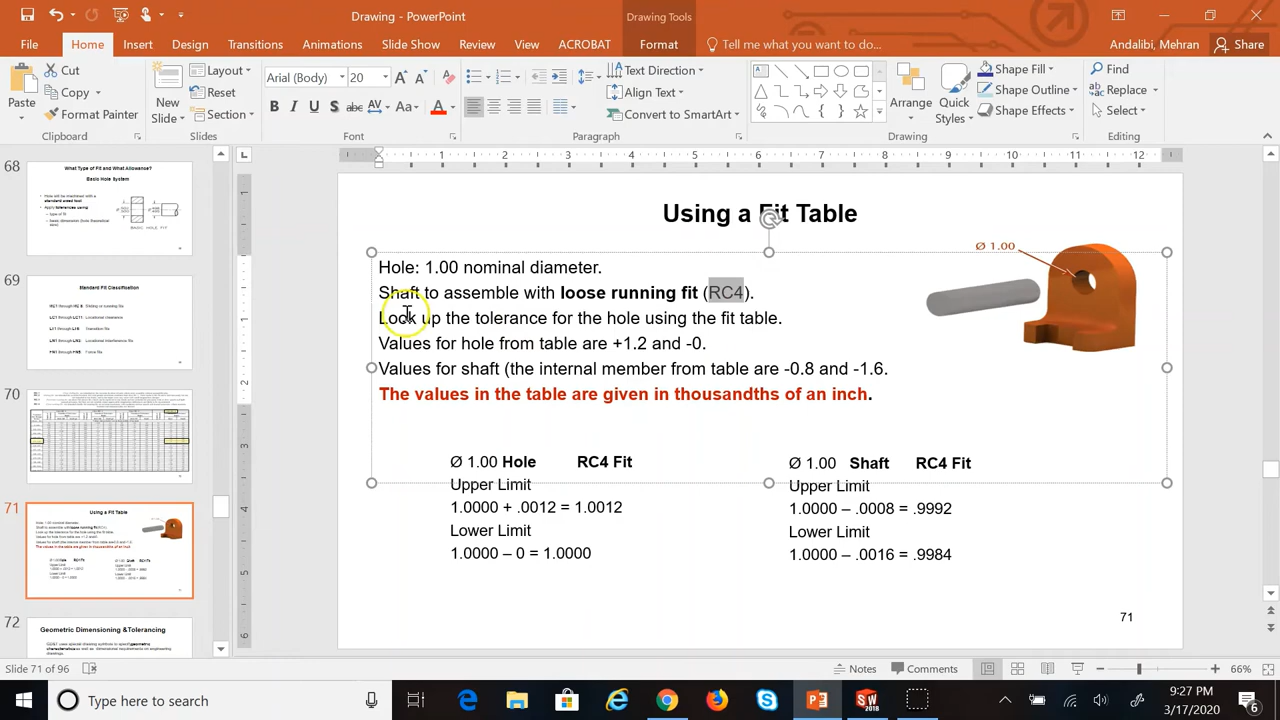 Drawing - PowerPoint
Drawing Tools
File Home Insert Design Transitions Animations Slide Show Review View ACROBAT Format Tell me what you want to do... Andalibi, Mehran Share
Paste
Cut
Copy
Format Painter
Clipboard
New Slide
Layout
Reset
Section
Slides
Arial (Body) 20
Font
Text Direction
Align Text
Convert to SmartArt
Paragraph
Arrange
Quick Styles
Shape Fill
Shape Outline
Shape Effects
Drawing
Find
Replace
Select
Editing
68
What Type of Fit and What Allowance?
Basic Hole System
69
Standard Fit Classification
70
71
Using a Fit Table
72
Geometric Dimensioning &Tolerancing
Using a Fit Table
Ø 1.00
Hole: 1.00 nominal diameter.
Shaft to assemble with loose running fit (RC4).
Look up the tolerance for the hole using the fit table.
Values for hole from table are +1.2 and -0.
Values for shaft (the internal member from table are -0.8 and -1.6.
The values in the table are given in thousandths of an inch.
Ø 1.00 Hole RC4 Fit
Upper Limit
1.0000 + .0012 = 1.0012
Lower Limit
1.0000 – 0 = 1.0000
Ø 1.00 Shaft RC4 Fit
Upper Limit
1.0000 – .0008 = .9992
Lower Limit
1.0000 – .0016 = .9984
71
Slide 71 of 96
Notes
Comments
66%
Type here to search
9:27 PM
3/17/2020
6